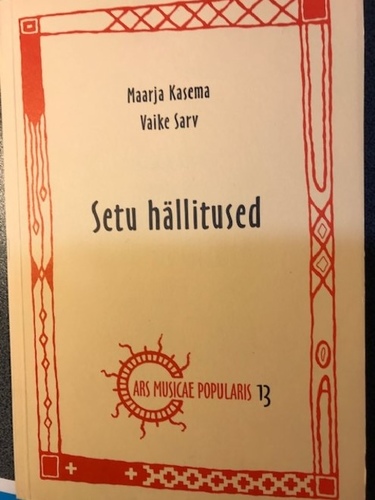 Maarja Kasema
Vaike Sarv
Setu hällitused
ARS MUSICAE POPULARIS 13